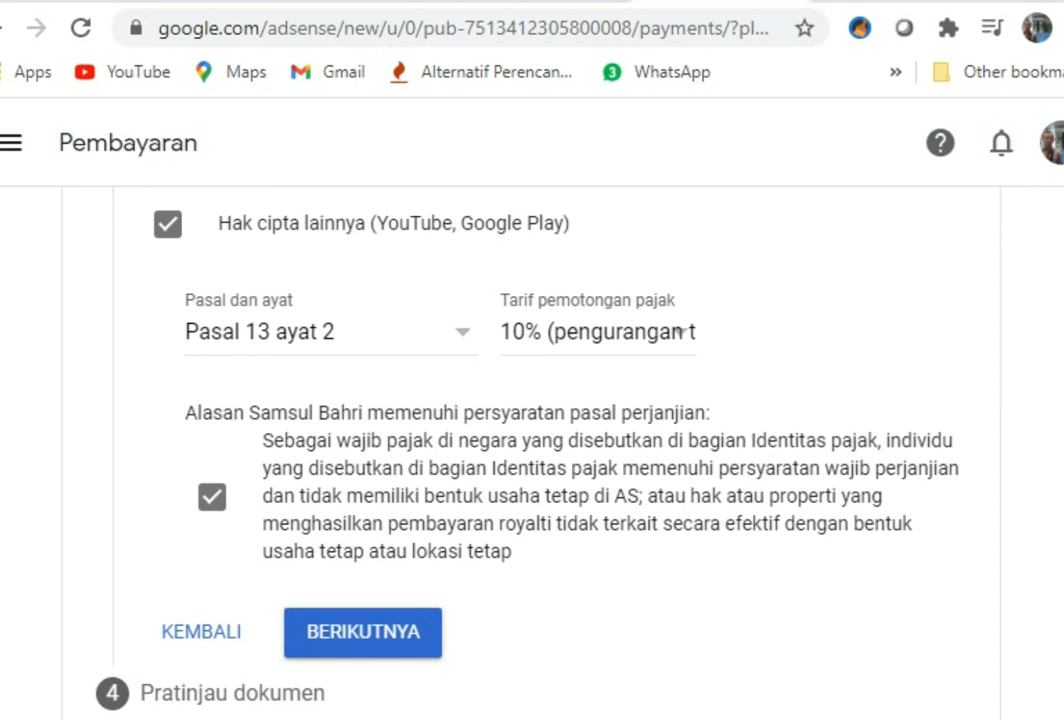 google.com/adsense/new/u/0/pub-7513412305800008/payments/?pl...
Apps YouTube Maps Gmail Alternatif Perencan... 3 WhatsApp » Other bookma
Pembayaran
Hak cipta lainnya (YouTube, Google Play)
Pasal dan ayat Tarif pemotongan pajak
Pasal 13 ayat 2 10% (pengurangan t
Alasan Samsul Bahri memenuhi persyaratan pasal perjanjian:
Sebagai wajib pajak di negara yang disebutkan di bagian Identitas pajak, individu
yang disebutkan di bagian Identitas pajak memenuhi persyaratan wajib perjanjian
dan tidak memiliki bentuk usaha tetap di AS; atau hak atau properti yang
menghasilkan pembayaran royalti tidak terkait secara efektif dengan bentuk
usaha tetap atau lokasi tetap
KEMBALI BERIKUTNYA
4 Pratinjau dokumen